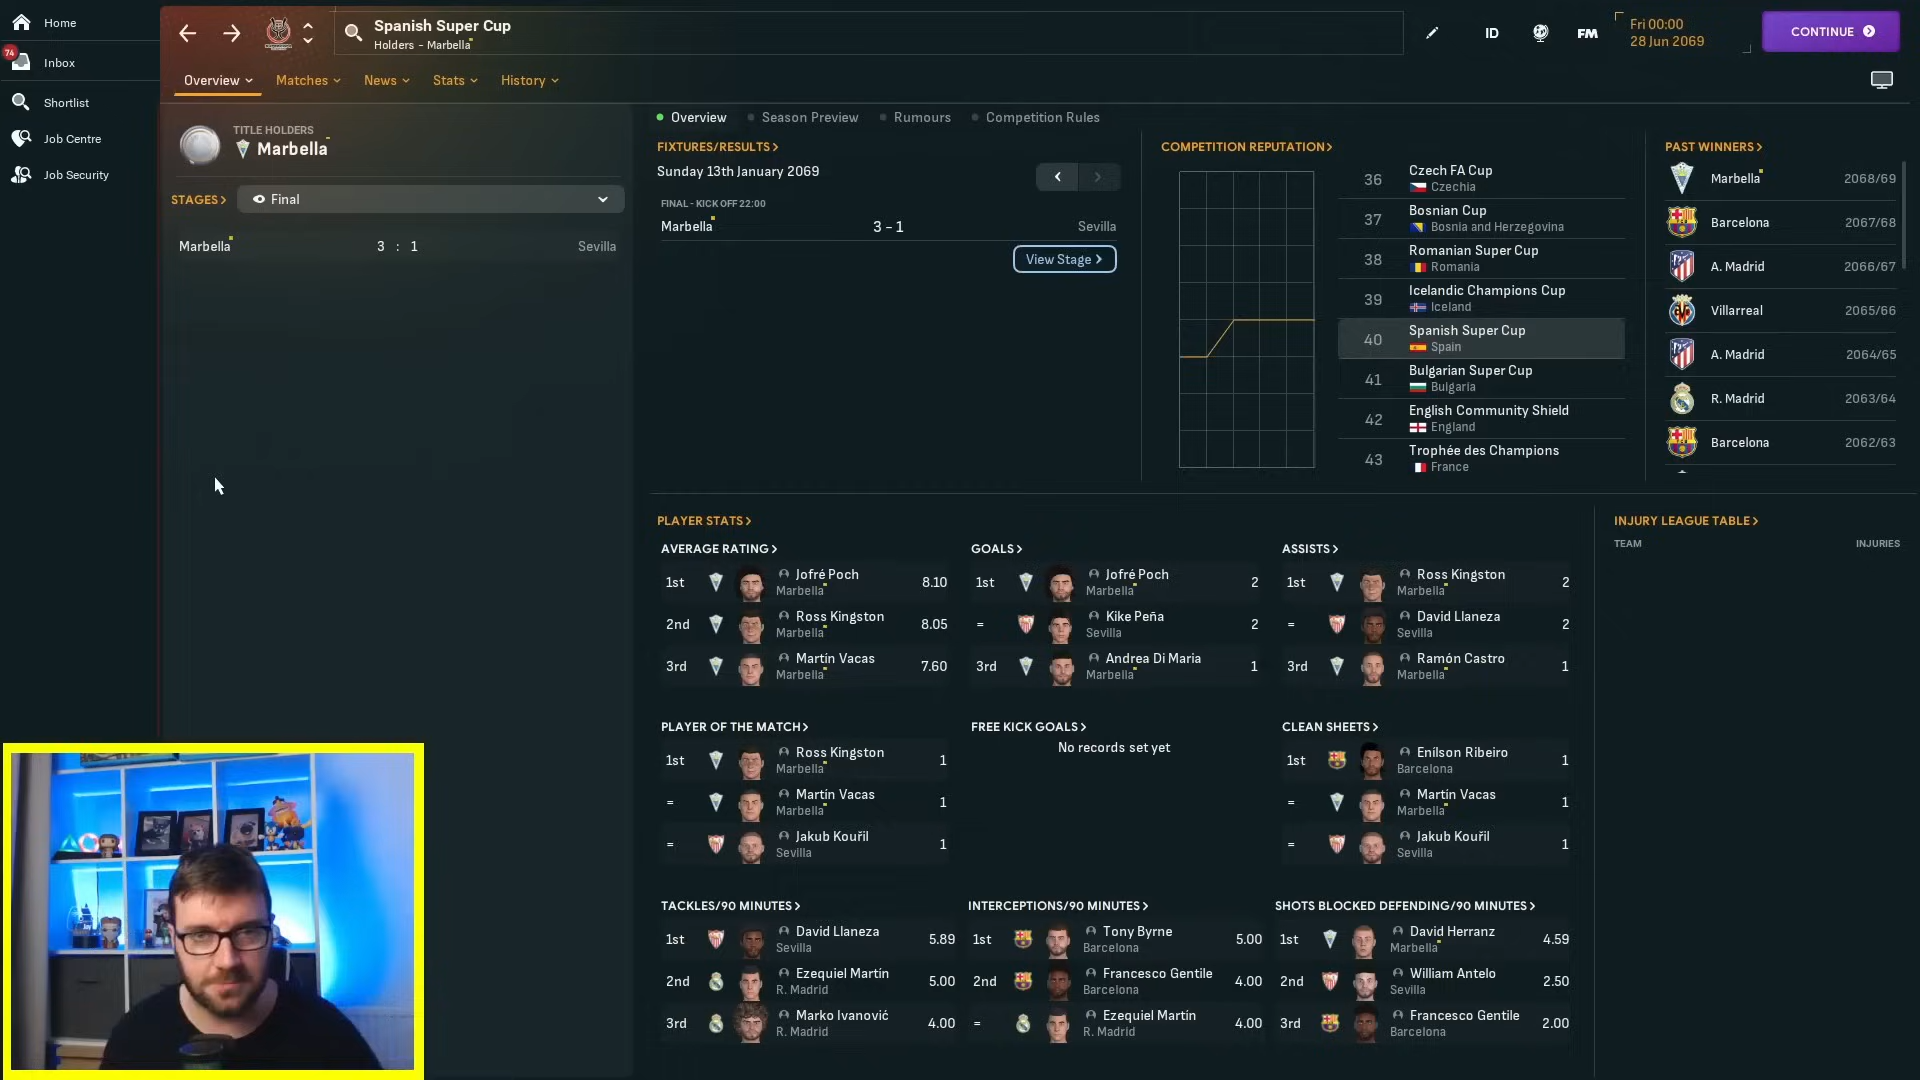 Home
74
Inbox
Shortlist
Job Centre
Job Security
Spanish Super Cup
Holders - Marbella
ID
FM
Fri 00:00
28 Jun 2069
CONTINUE
Overview
Matches
News
Stats
History
TITLE HOLDERS
Marbella
STAGES
Final
Marbella 3 : 1 Sevilla
Overview
Season Preview
Rumours
Competition Rules
FIXTURES/RESULTS
Sunday 13th January 2069
FINAL - KICK OFF 22:00
Marbella 3 - 1 Sevilla
View Stage
COMPETITION REPUTATION
36 Czech FA Cup
Czechia
37 Bosnian Cup
Bosnia and Herzegovina
38 Romanian Super Cup
Romania
39 Icelandic Champions Cup
Iceland
40 Spanish Super Cup
Spain
41 Bulgarian Super Cup
Bulgaria
42 English Community Shield
England
43 Trophée des Champions
France
PAST WINNERS
Marbella 2068/69
Barcelona 2067/68
A. Madrid 2066/67
Villarreal 2065/66
A. Madrid 2064/65
R. Madrid 2063/64
Barcelona 2062/63
PLAYER STATS
AVERAGE RATING
1st Jofré Poch 8.10
Marbella
2nd Ross Kingston 8.05
Marbella
3rd Martín Vacas 7.60
Marbella
GOALS
1st Jofré Poch 2
Marbella
= Kike Peña 2
Sevilla
3rd Andrea Di Maria 1
Marbella
ASSISTS
1st Ross Kingston 2
Marbella
= David Llaneza 2
Sevilla
3rd Ramón Castro 1
Marbella
PLAYER OF THE MATCH
1st Ross Kingston 1
Marbella
= Martín Vacas 1
Marbella
= Jakub Kouřil 1
Sevilla
FREE KICK GOALS
No records set yet
CLEAN SHEETS
1st Enílson Ribeiro 1
Barcelona
= Martín Vacas 1
Marbella
= Jakub Kouřil 1
Sevilla
TACKLES/90 MINUTES
1st David Llaneza 5.89
Sevilla
2nd Ezequiel Martín 5.00
R. Madrid
3rd Marko Ivanović 4.00
R. Madrid
INTERCEPTIONS/90 MINUTES
1st Tony Byrne 5.00
Barcelona
2nd Francesco Gentile 4.00
Barcelona
= Ezequiel Martín 4.00
R. Madrid
SHOTS BLOCKED DEFENDING/90 MINUTES
1st David Herranz 4.59
Marbella
2nd William Antelo 2.50
Sevilla
3rd Francesco Gentile 2.00
Barcelona
INJURY LEAGUE TABLE
TEAM INJURIES